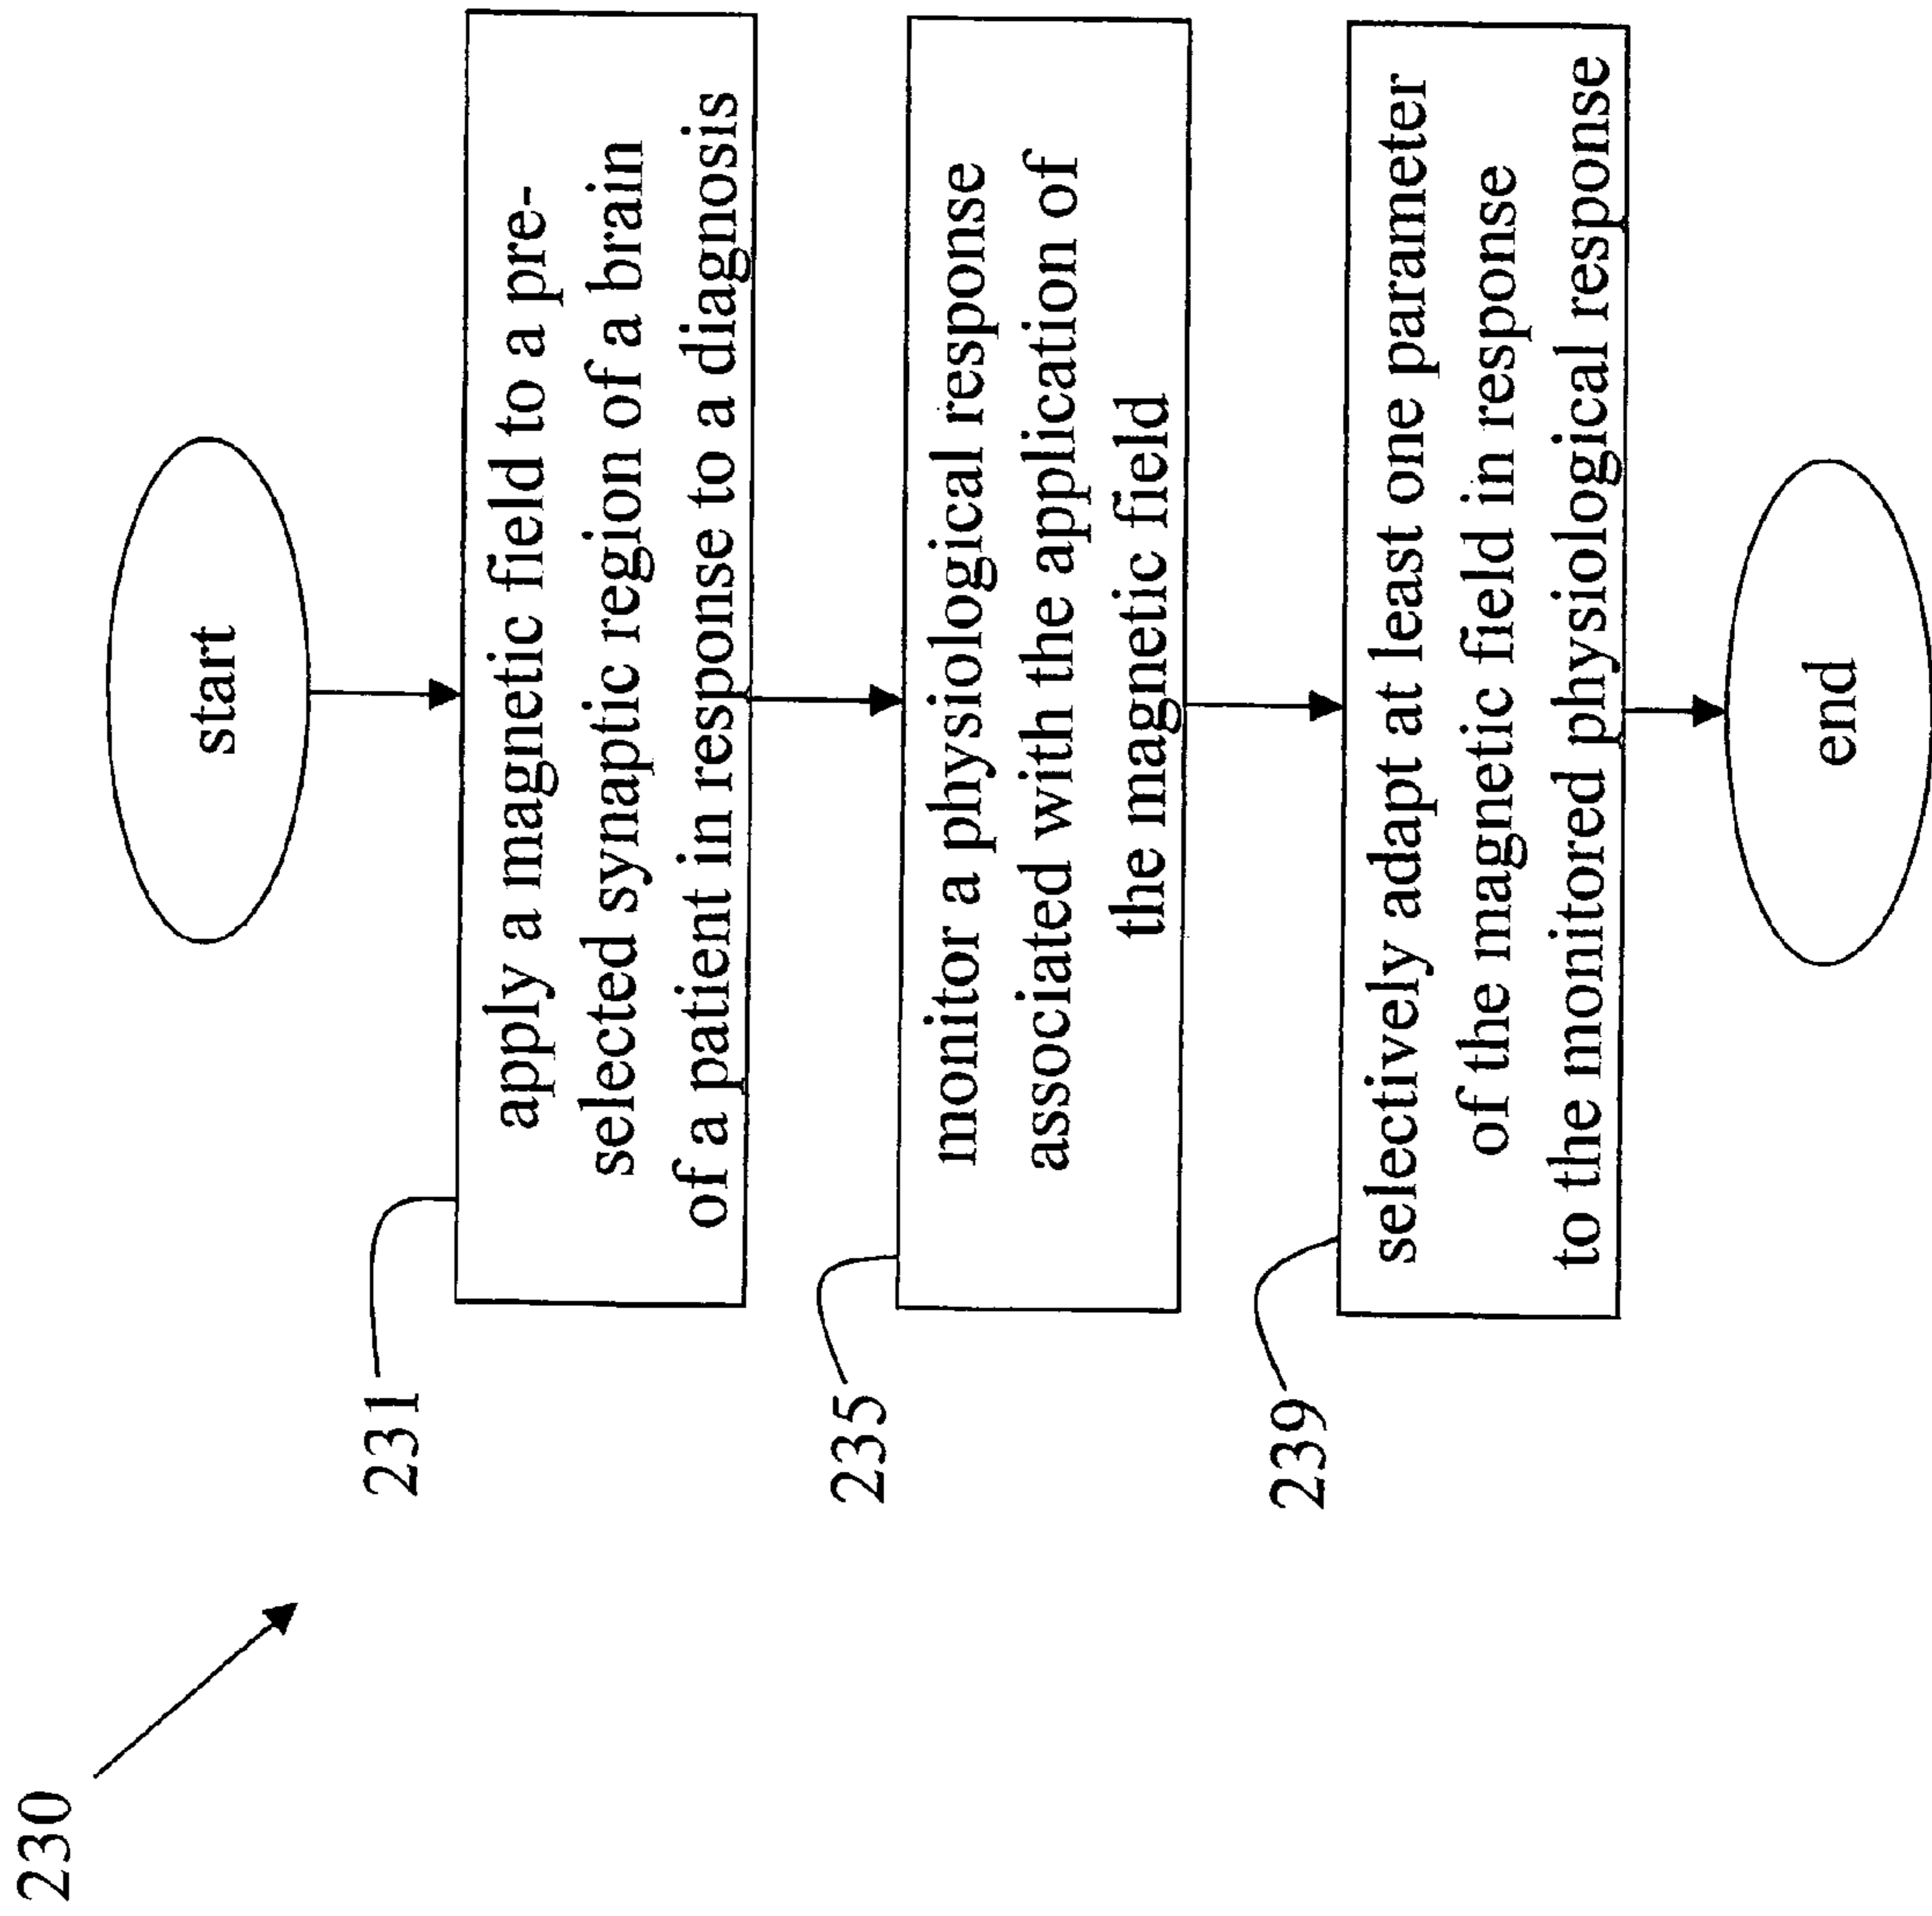 230
start
231
apply a magnetic field to a pre-
selected synaptic region of a brain
of a patient in response to a diagnosis
235
monitor a physiological response
associated with the application of
the magnetic field
239
selectively adapt at least one parameter
of the magnetic field in response
to the monitored physiological response
end